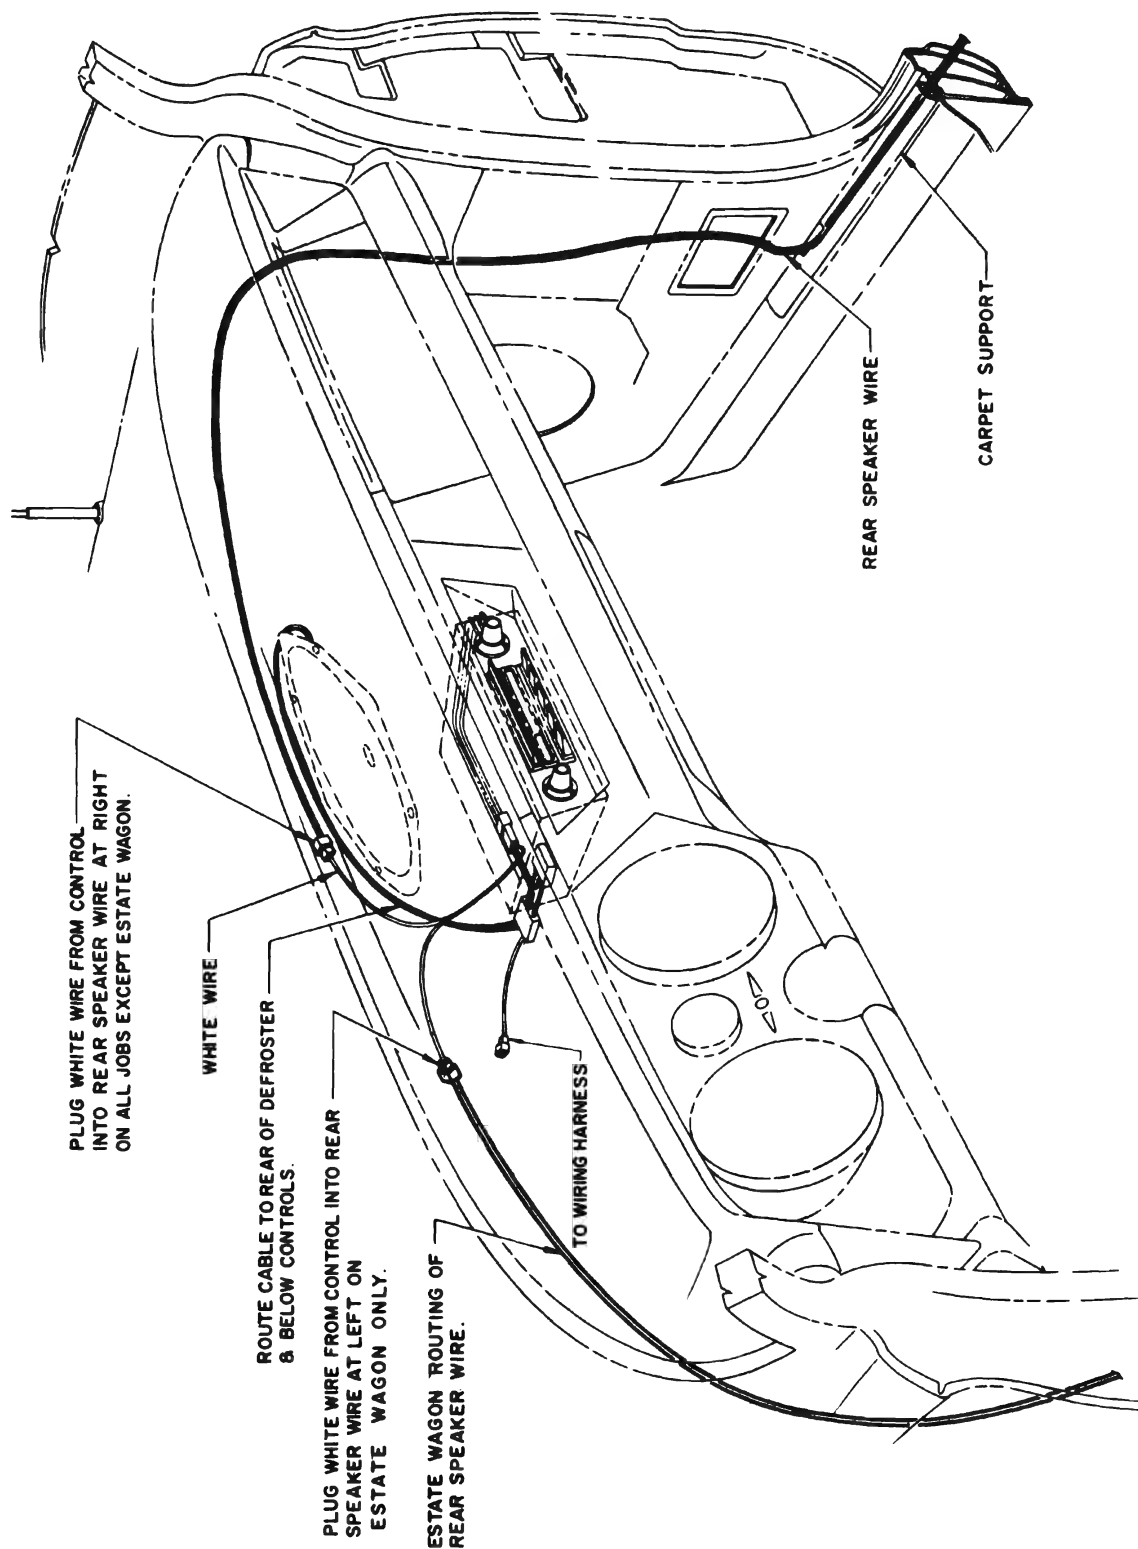 PLUG WHITE WIRE FROM CONTROL
INTO REAR SPEAKER WIRE AT RIGHT
ON ALL JOBS EXCEPT ESTATE WAGON.
WHITE WIRE
ROUTE CABLE TO REAR OF DEFROSTER
& BELOW CONTROLS.
PLUG WHITE WIRE FROM CONTROL INTO REAR
SPEAKER WIRE AT LEFT ON
ESTATE WAGON ONLY.
ESTATE WAGON ROUTING OF
REAR SPEAKER WIRE.
TO WIRING HARNESS
REAR SPEAKER WIRE
CARPET SUPPORT